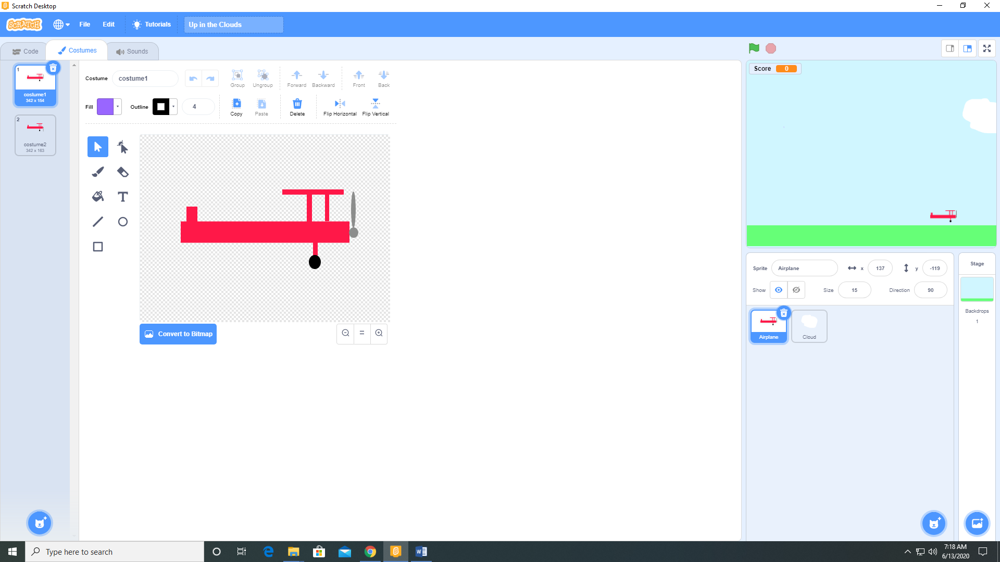 Scratch Desktop
SCRATCH
File
Edit
Tutorials
Up in the Clouds
Code
Costumes
Sounds
1
costume1
342 x 154
2
costume2
342 x 163
Costume
costume1
Group
Ungroup
Forward
Backward
Front
Back
Fill
Outline
4
Copy
Paste
Delete
Flip Horizontal
Flip Vertical
T
Convert to Bitmap
Score 0
Sprite
Airplane
x
137
y
-119
Show
Size
15
Direction
90
Airplane
Cloud
Stage
Backdrops
1
Type here to search
7:18 AM
6/13/2020